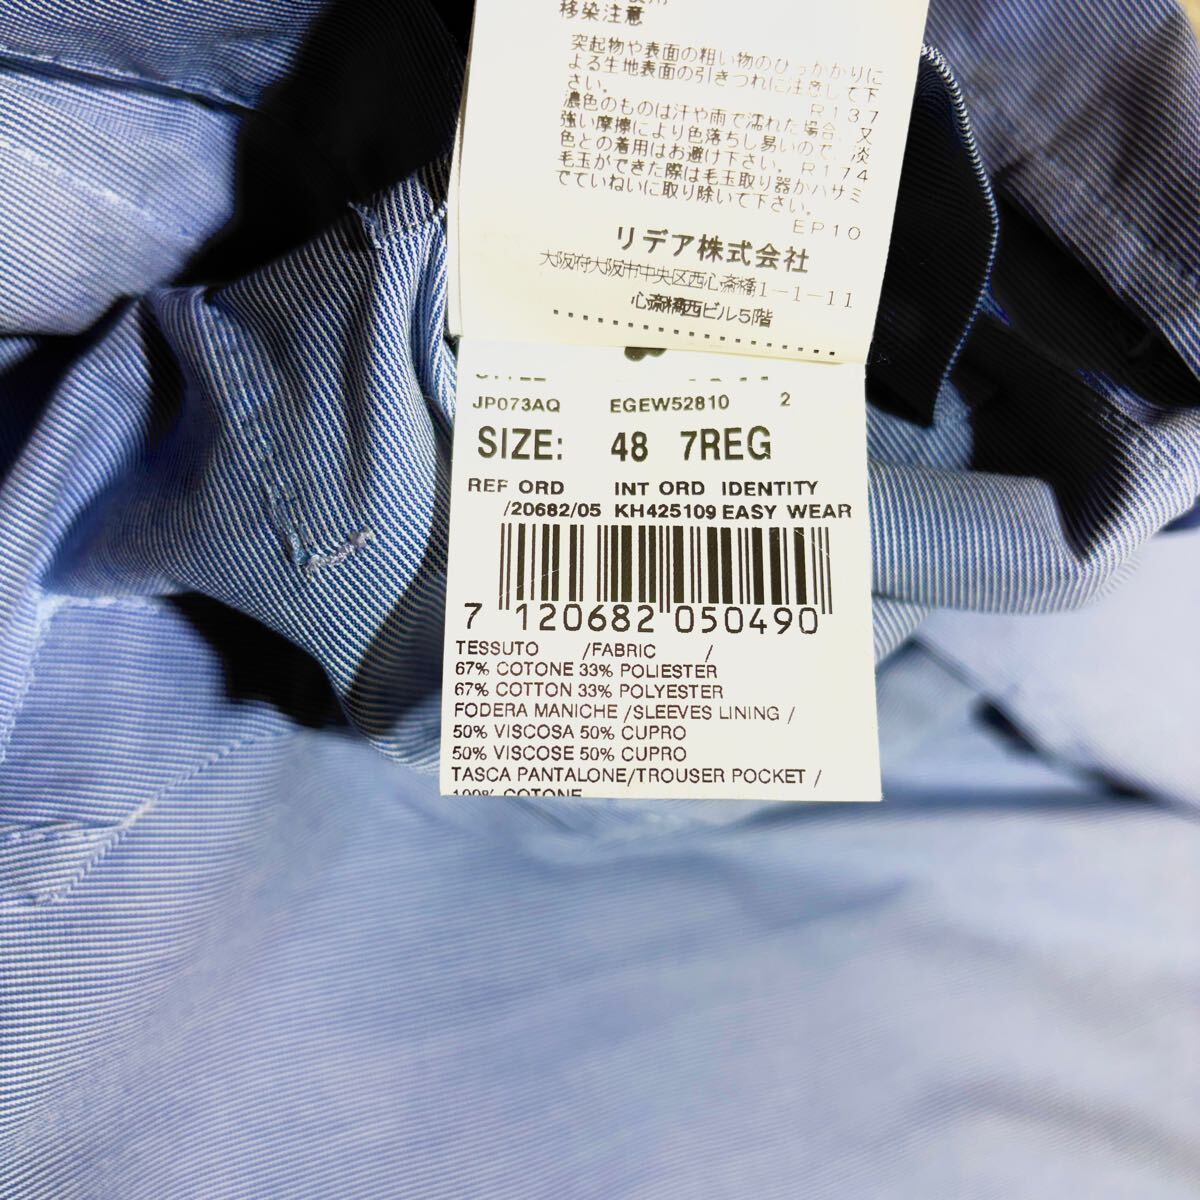 移染注意
突起物や表面の粗い物のひっかかりに
よる生地表面の引きつれに注意して下
さい。 R137
濃色のものは汗や雨で濡れた場合、又
強い摩擦により色落ちし易いので、淡
色との着用はお避け下さい。R174
毛玉ができた際は毛玉取り器かハサミ
でていねいに取り除いて下さい。
EP10
リデア株式会社
大阪府大阪市中央区西心斎橋1-1-11
心斎橋西ビル5階
JP073AQ EGEW52810 2
SIZE: 48 7REG
REF ORD INT ORD IDENTITY
/20682/05 KH425109 EASY WEAR
7 120682 050490
TESSUTO /FABRIC /
67% COTONE 33% POLIESTER
67% COTTON 33% POLYESTER
FODERA MANICHE /SLEEVES LINING /
50% VISCOSA 50% CUPRO
50% VISCOSE 50% CUPRO
TASCA PANTALONE/TROUSER POCKET /
100% COTONE